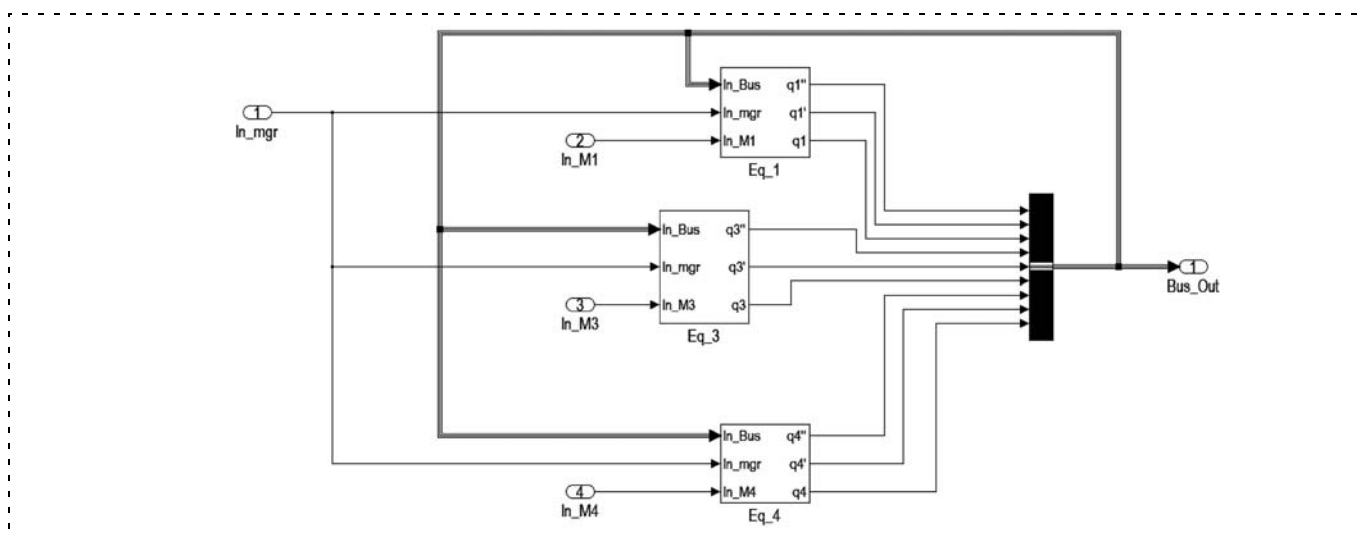 1
In_mgr
2
In_M1
In_Bus q1"
In_mgr q1'
In_M1 q1
Eq_1
3
In_M3
In_Bus q3"
In_mgr q3'
In_M3 q3
Eq_3
1
Bus_Out
4
In_M4
In_Bus q4"
In_mgr q4'
In_M4 q4
Eq_4